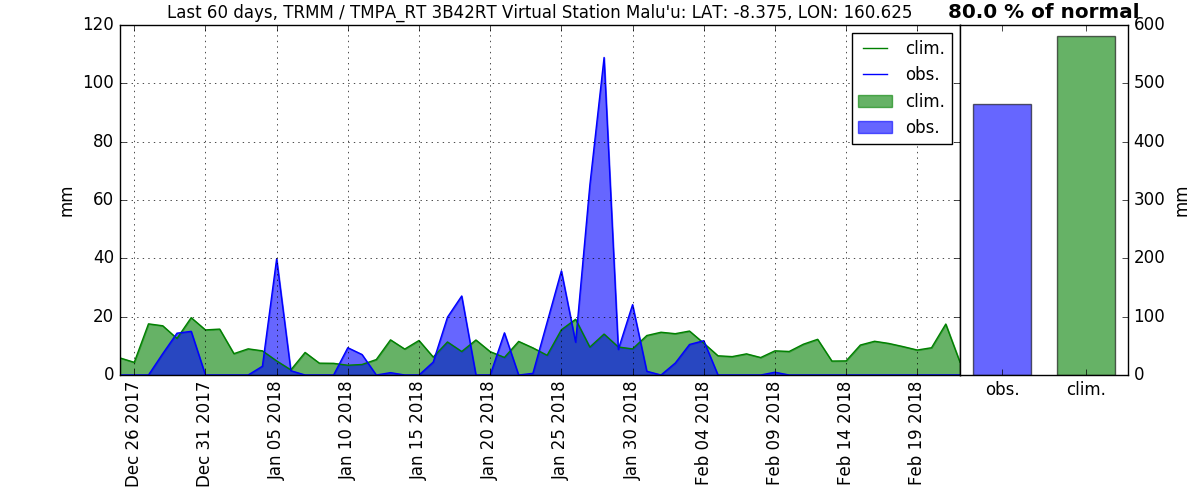 Last 60 days, TRMM / TMPA_RT 3B42RT Virtual Station Malu'u: LAT: -8.375, LON: 160.625
80.0 % of normal
120
100
80
60
40
20
0
mm
clim.
obs.
clim.
obs.
Dec 26 2017
Dec 31 2017
Jan 05 2018
Jan 10 2018
Jan 15 2018
Jan 20 2018
Jan 25 2018
Jan 30 2018
Feb 04 2018
Feb 09 2018
Feb 14 2018
Feb 19 2018
600
500
400
300
200
100
0
mm
obs.
clim.